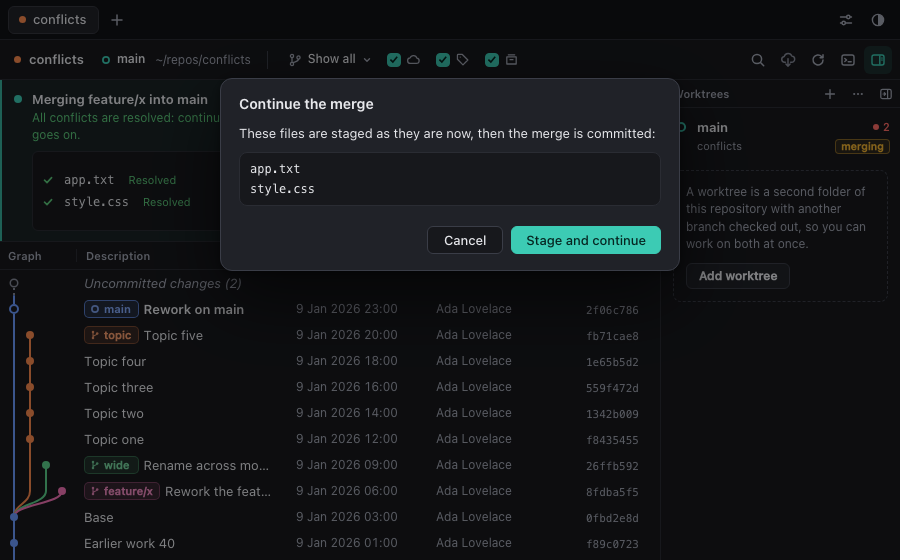 conflicts
conflicts
main
~/repos/conflicts
Show all
Merging feature/x into main
All conflicts are resolved: continu
goes on.
app.txt Resolved
style.css Resolved
Continue the merge
These files are staged as they are now, then the merge is committed:
app.txt
style.css
Cancel
Stage and continue
Worktrees
main
2
conflicts
merging
A worktree is a second folder of
this repository with another
branch checked out, so you can
work on both at once.
Add worktree
Graph
Description
Uncommitted changes (2)
main Rework on main 9 Jan 2026 23:00 Ada Lovelace 2f06c786
topic Topic five 9 Jan 2026 20:00 Ada Lovelace fb71cae8
Topic four 9 Jan 2026 18:00 Ada Lovelace 1e65b5d2
Topic three 9 Jan 2026 16:00 Ada Lovelace 559f472d
Topic two 9 Jan 2026 14:00 Ada Lovelace 1342b009
Topic one 9 Jan 2026 12:00 Ada Lovelace f8435455
wide Rename across mo... 9 Jan 2026 09:00 Ada Lovelace 26ffb592
feature/x Rework the feat... 9 Jan 2026 06:00 Ada Lovelace 8fdba5f5
Base 9 Jan 2026 03:00 Ada Lovelace 0fbd2e8d
Earlier work 40 9 Jan 2026 01:00 Ada Lovelace f89c0723